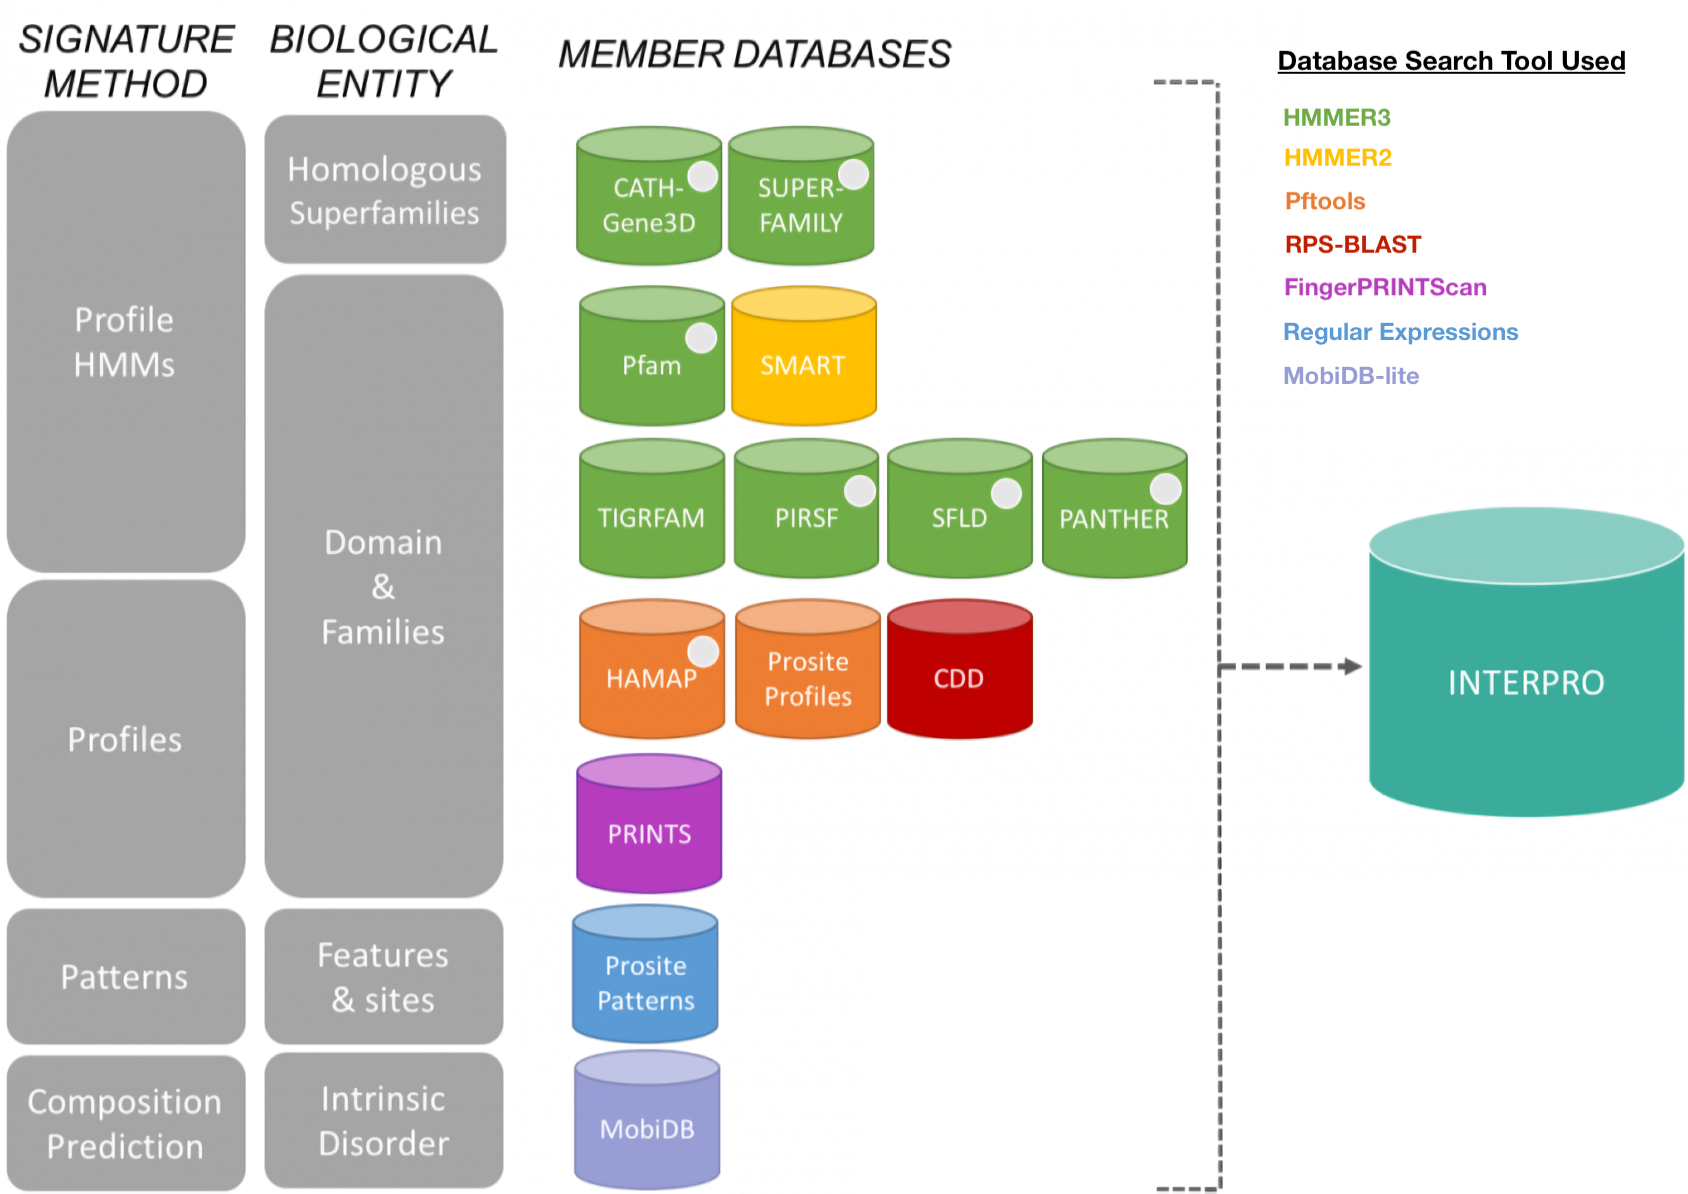 SIGNATURE
METHOD
BIOLOGICAL
ENTITY
MEMBER DATABASES
Database Search Tool Used
HMMER3
HMMER2
Pftools
RPS-BLAST
FingerPRINTScan
Regular Expressions
MobiDB-lite
Profile
HMMs
Profiles
Patterns
Composition
Prediction
Homologous
Superfamilies
Domain
&
Families
Features
& sites
Intrinsic
Disorder
CATH-
Gene3D
SUPER-
FAMILY
Pfam
SMART
TIGRFAM
PIRSF
SFLD
PANTHER
HAMAP
Prosite
Profiles
CDD
PRINTS
Prosite
Patterns
MobiDB
INTERPRO